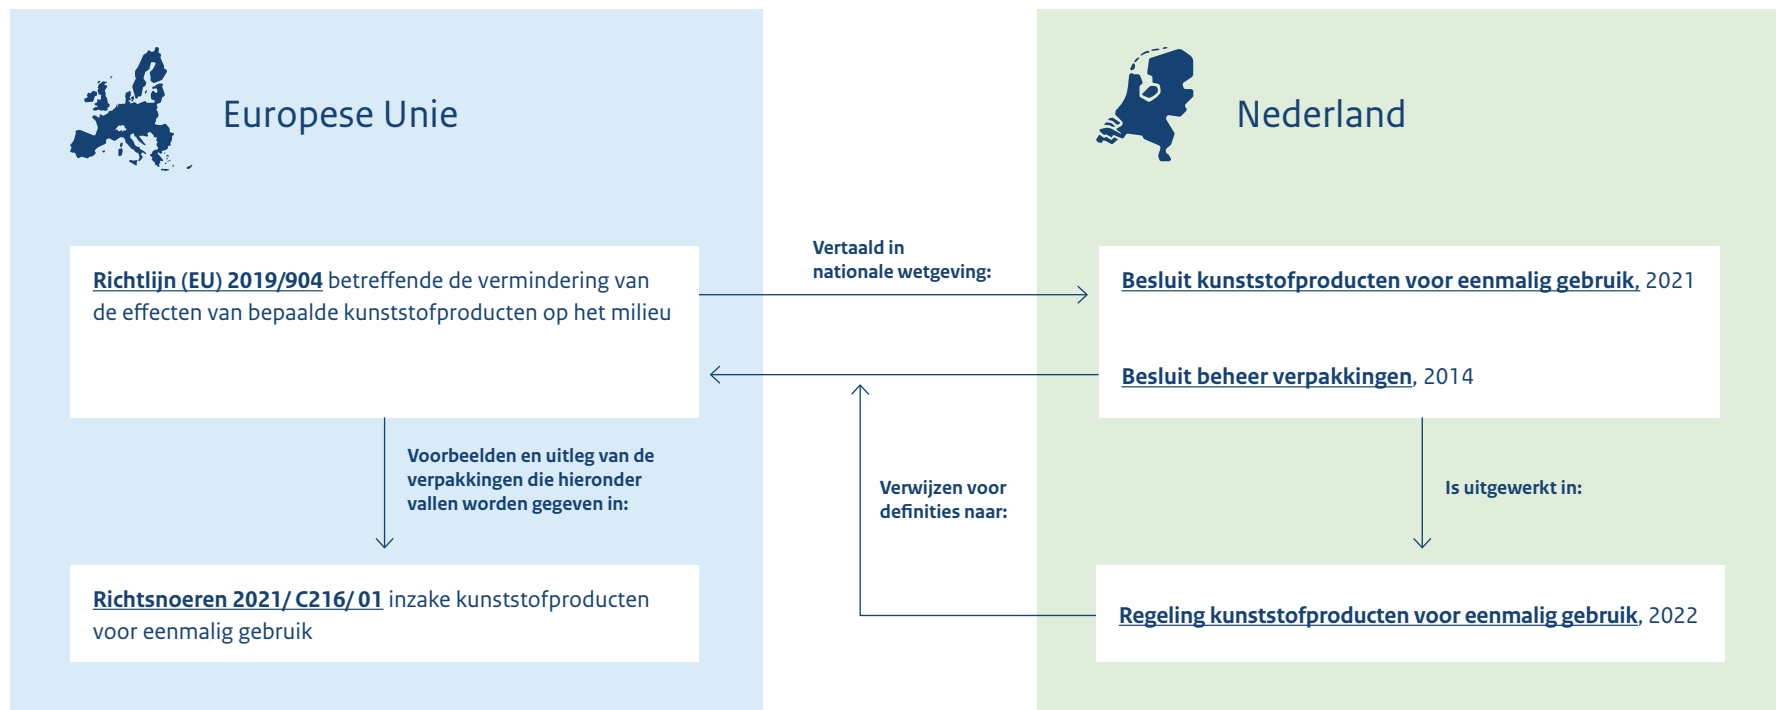 Europese Unie
Richtlijn (EU) 2019/904 betreffende de vermindering van
de effecten van bepaalde kunststofproducten op het milieu
Voorbeelden en uitleg van de
verpakkingen die hieronder
vallen worden gegeven in:
Richtsnoeren 2021/ C216/ 01 inzake kunststofproducten
voor eenmalig gebruik
Vertaald in
nationale wetgeving:
Verwijzen voor
definities naar:
Nederland
Besluit kunststofproducten voor eenmalig gebruik, 2021
Besluit beheer verpakkingen, 2014
Is uitgewerkt in:
Regeling kunststofproducten voor eenmalig gebruik, 2022